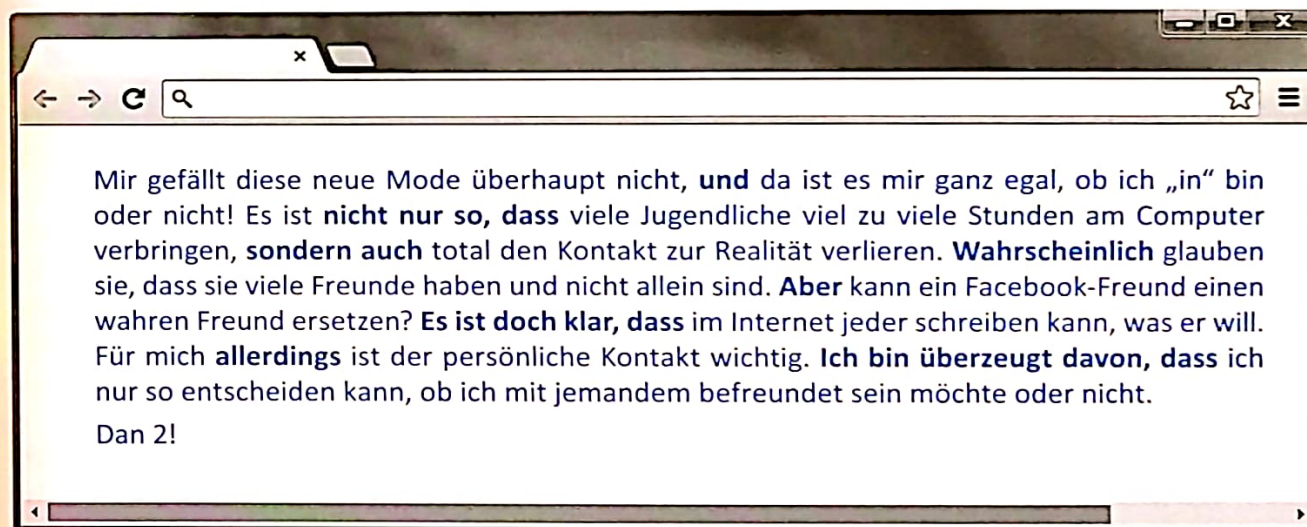 Mir gefällt diese neue Mode überhaupt nicht, und da ist es mir ganz egal, ob ich „in“ bin
oder nicht! Es ist nicht nur so, dass viele Jugendliche viel zu viele Stunden am Computer
verbringen, sondern auch total den Kontakt zur Realität verlieren. Wahrscheinlich glauben
sie, dass sie viele Freunde haben und nicht allein sind. Aber kann ein Facebook-Freund einen
wahren Freund ersetzen? Es ist doch klar, dass im Internet jeder schreiben kann, was er will.
Für mich allerdings ist der persönliche Kontakt wichtig. Ich bin überzeugt davon, dass ich
nur so entscheiden kann, ob ich mit jemandem befreundet sein möchte oder nicht.
Dan 2!